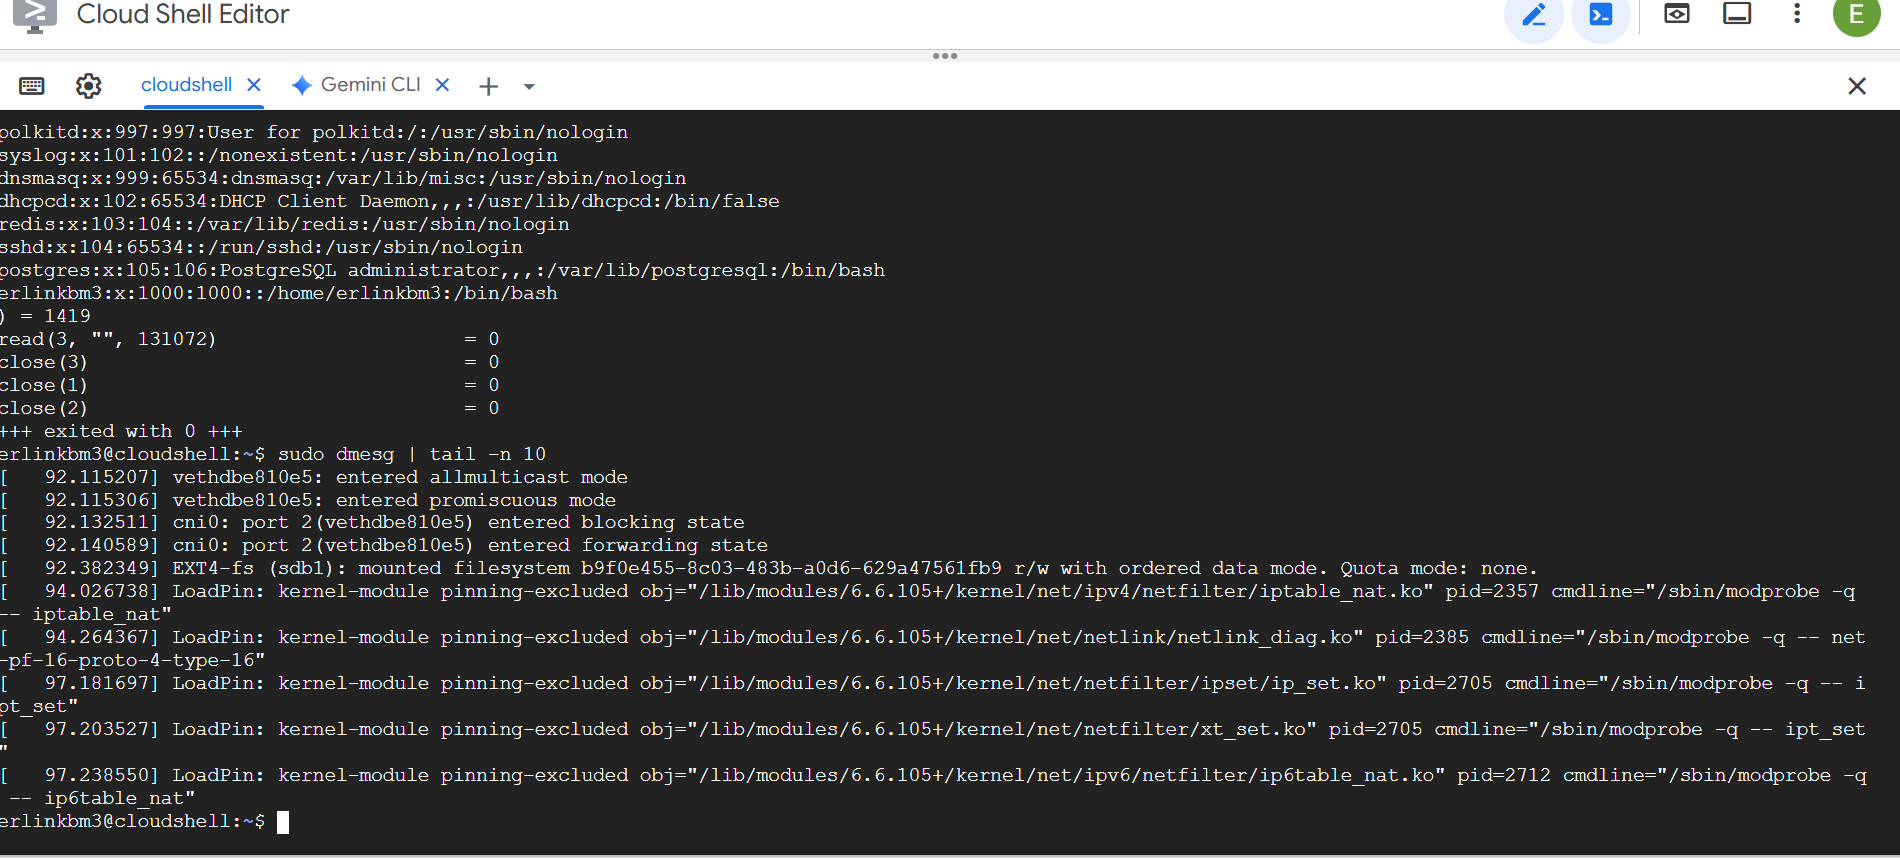 Cloud Shell Editor
E
cloudshell
Gemini CLI
polkitd:x:997:997:User for polkitd:/:/usr/sbin/nologin
syslog:x:101:102::/nonexistent:/usr/sbin/nologin
dnsmasq:x:999:65534:dnsmasq:/var/lib/misc:/usr/sbin/nologin
dhcpcd:x:102:65534:DHCP Client Daemon,,,:/usr/lib/dhcpcd:/bin/false
redis:x:103:104::/var/lib/redis:/usr/sbin/nologin
sshd:x:104:65534::/run/sshd:/usr/sbin/nologin
postgres:x:105:106:PostgreSQL administrator,,,:/var/lib/postgresql:/bin/bash
erlinkbm3:x:1000:1000::/home/erlinkbm3:/bin/bash
) = 1419
read(3, "", 131072)                     = 0
close(3)                                = 0
close(1)                                = 0
close(2)                                = 0
+++ exited with 0 +++
erlinkbm3@cloudshell:~$ sudo dmesg | tail -n 10
[   92.115207] vethdbe810e5: entered allmulticast mode
[   92.115306] vethdbe810e5: entered promiscuous mode
[   92.132511] cni0: port 2(vethdbe810e5) entered blocking state
[   92.140589] cni0: port 2(vethdbe810e5) entered forwarding state
[   92.382349] EXT4-fs (sdb1): mounted filesystem b9f0e455-8c03-483b-a0d6-629a47561fb9 r/w with ordered data mode. Quota mode: none.
[   94.026738] LoadPin: kernel-module pinning-excluded obj="/lib/modules/6.6.105+/kernel/net/ipv4/netfilter/iptable_nat.ko" pid=2357 cmdline="/sbin/modprobe -q
-- iptable_nat"
[   94.264367] LoadPin: kernel-module pinning-excluded obj="/lib/modules/6.6.105+/kernel/net/netlink/netlink_diag.ko" pid=2385 cmdline="/sbin/modprobe -q -- net
-pf-16-proto-4-type-16"
[   97.181697] LoadPin: kernel-module pinning-excluded obj="/lib/modules/6.6.105+/kernel/net/netfilter/ipset/ip_set.ko" pid=2705 cmdline="/sbin/modprobe -q -- i
pt_set"
[   97.203527] LoadPin: kernel-module pinning-excluded obj="/lib/modules/6.6.105+/kernel/net/netfilter/xt_set.ko" pid=2705 cmdline="/sbin/modprobe -q -- ipt_set
"
[   97.238550] LoadPin: kernel-module pinning-excluded obj="/lib/modules/6.6.105+/kernel/net/ipv6/netfilter/ip6table_nat.ko" pid=2712 cmdline="/sbin/modprobe -q
 -- ip6table_nat"
erlinkbm3@cloudshell:~$